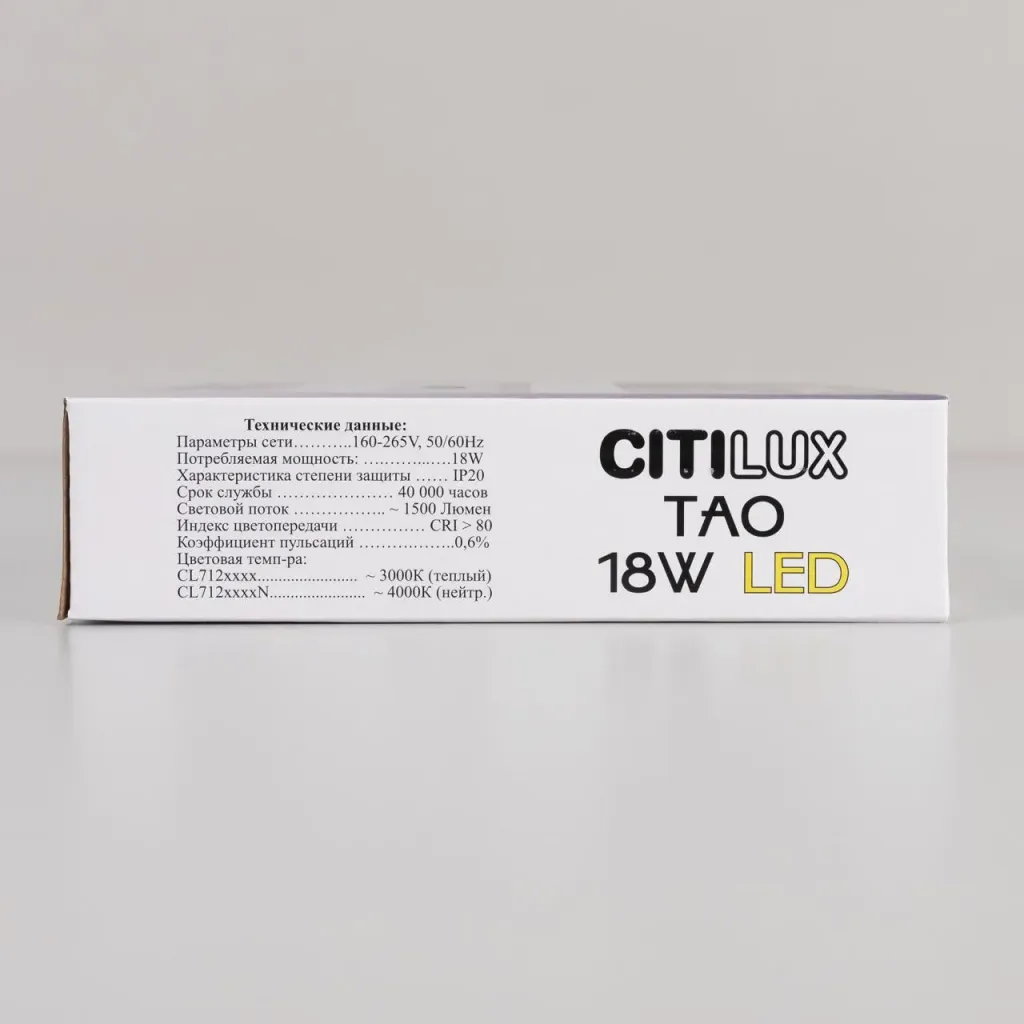 Технические данные:
Параметры сети………..160-265V, 50/60Hz
Потребляемая мощность: ….……...….18W
Характеристика степени защиты …… IP20
Срок службы ………………… 40 000 часов
Световой поток …………….. ~ 1500 Люмен
Индекс цветопередачи …………… CRI > 80
Коэффициент пульсаций ………..…….0,6%
Цветовая темп-ра:
CL712xxxx........................ ~ 3000К (теплый)
CL712xxxxN....................... ~ 4000К (нейтр.)
CITILUX
TAO
18W LED